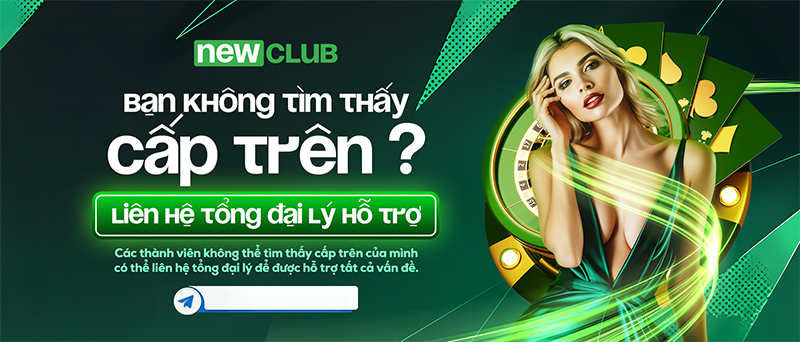 new CLUB
Bạn không tìm thấy
cấp trên ?
Liên hệ tổng đại lý hỗ trợ
Các thành viên không thể tìm thấy cấp trên của mình
có thể liên hệ tổng đại lý để được hỗ trợ tất cả vấn đề.